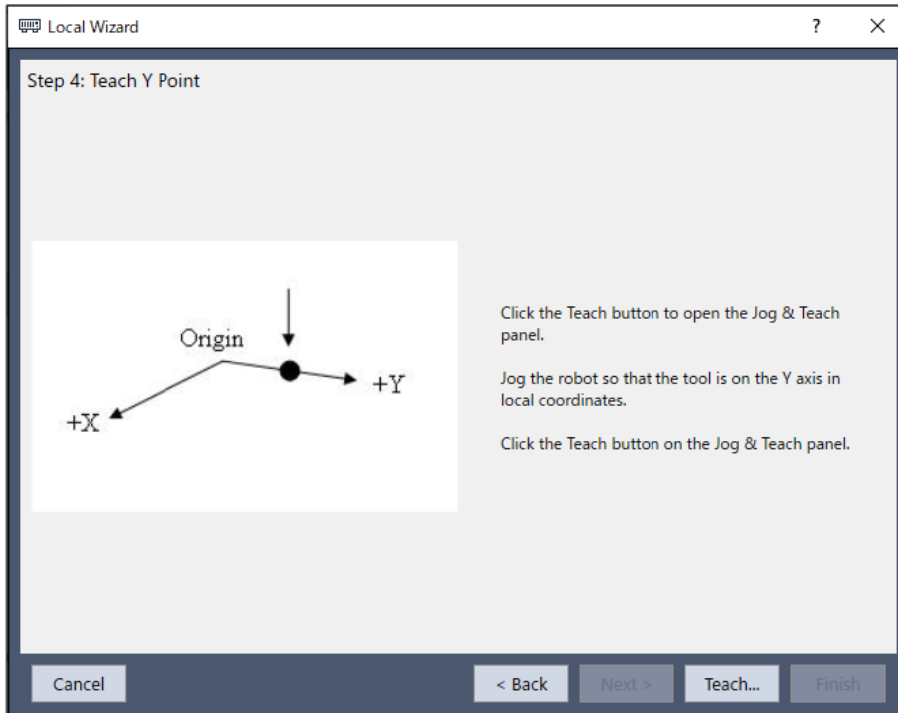 Local Wizard
?
Step 4: Teach Y Point
Origin
+Y
+X
Click the Teach button to open the Jog & Teach
panel.
Jog the robot so that the tool is on the Y axis in
local coordinates.
Click the Teach button on the Jog & Teach panel.
Cancel
< Back
Next >
Teach...
Finish